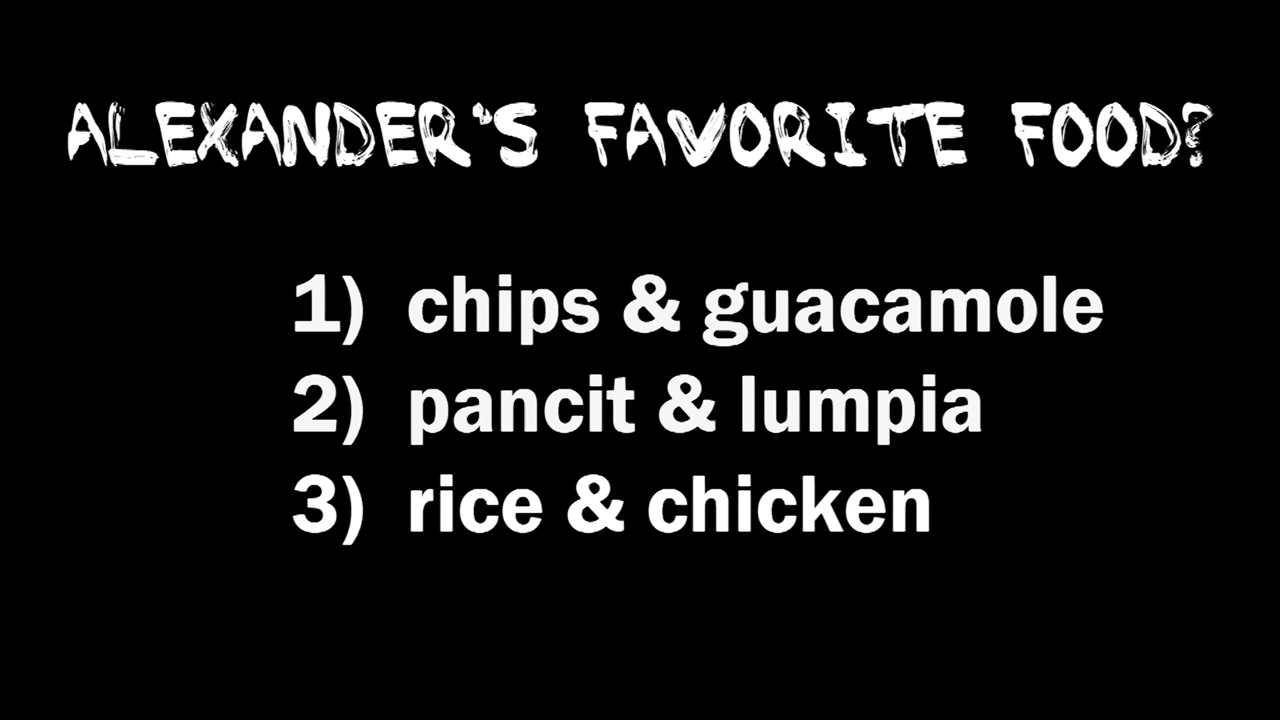 ALEXANDER'S FAVORITE FOOD?
1) chips & guacamole
2) pancit & lumpia
3) rice & chicken